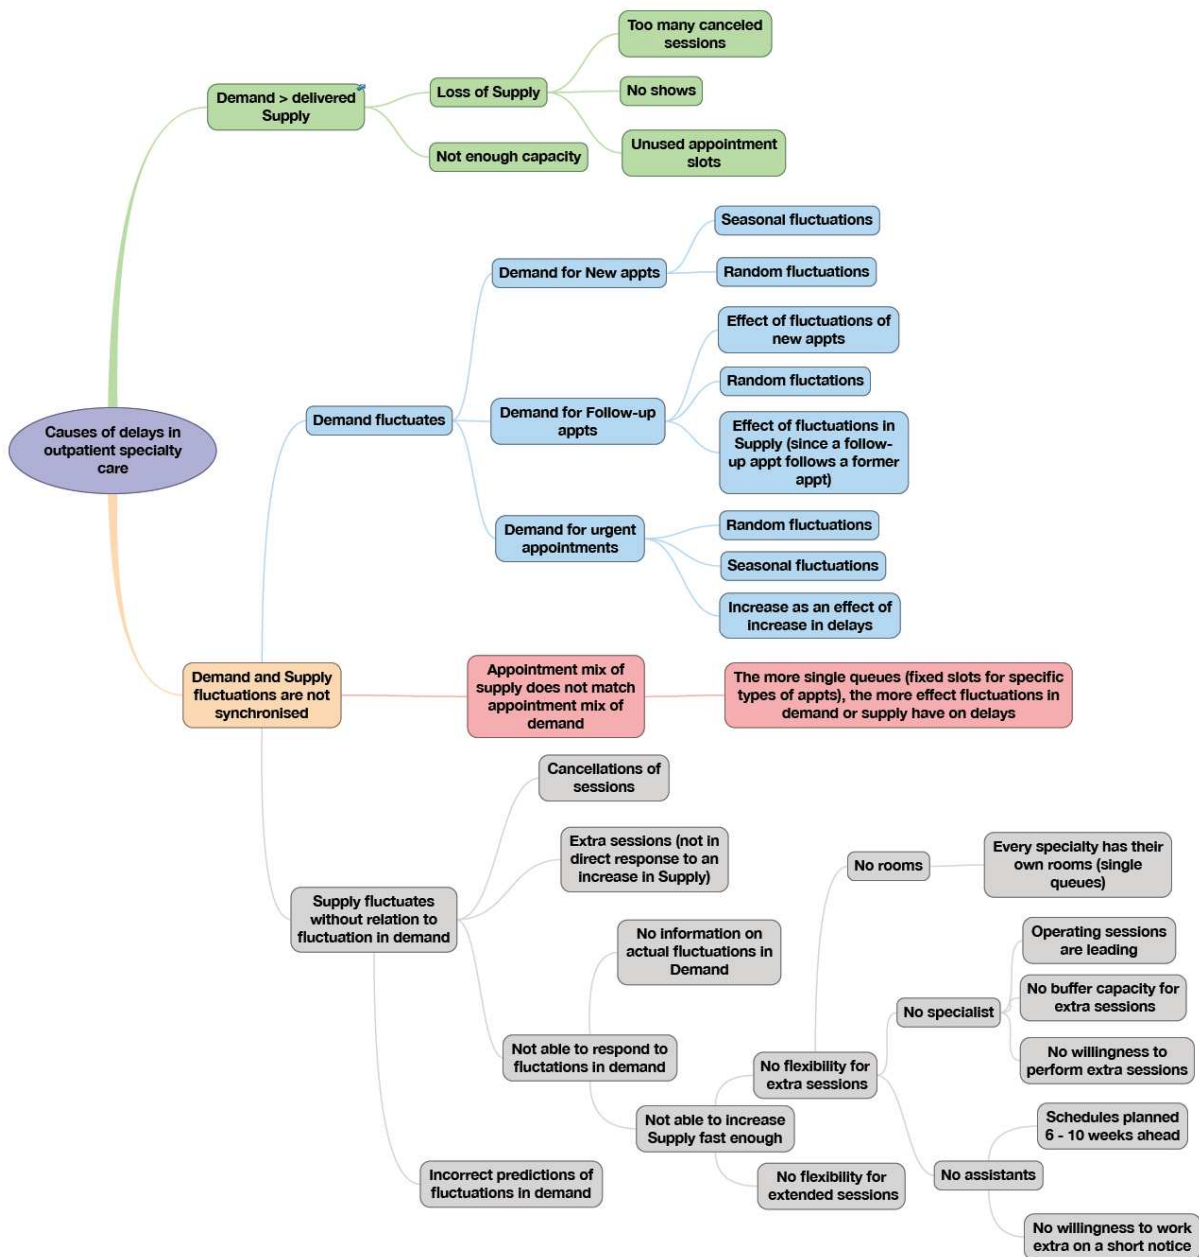 Too many canceled
sessions
Demand > delivered
Supply
Loss of Supply
No shows
Not enough capacity
Unused appointment
slots
Seasonal fluctuations
Demand for New appts
Random fluctuations
Effect of fluctuations of
new appts
Random fluctations
Demand fluctuates
Demand for Follow-up
appts
Effect of fluctuations in
Supply (since a follow-
up appt follows a former
appt)
Causes of delays in
outpatient specialty
care
Demand for urgent
appointments
Random fluctuations
Seasonal fluctuations
Increase as an effect of
increase in delays
Demand and Supply
fluctuations are not
synchronised
Appointment mix of
supply does not match
appointment mix of
demand
The more single queues (fixed slots for specific
types of appts), the more effect fluctuations in
demand or supply have on delays
Cancellations of
sessions
Extra sessions (not in
direct response to an
increase in Supply)
No rooms
Every specialty has their
own rooms (single
queues)
Supply fluctuates
without relation to
fluctuation in demand
No information on
actual fluctuations in
Demand
Operating sessions
are leading
No buffer capacity for
extra sessions
No specialist
No willingness to
perform extra sessions
Not able to respond to
fluctations in demand
No flexibility for
extra sessions
Not able to increase
Supply fast enough
Schedules planned
6 - 10 weeks ahead
No assistants
Incorrect predictions of
fluctuations in demand
No flexibility for
extended sessions
No willingness to work
extra on a short notice